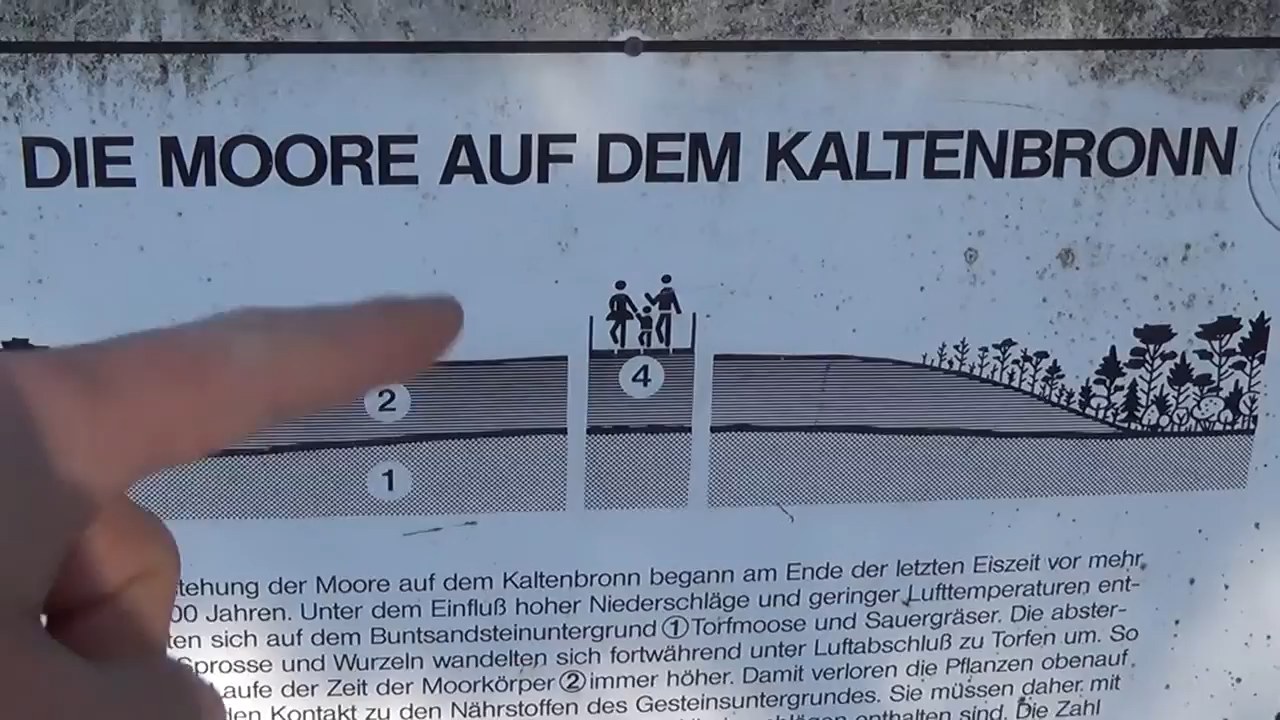 DIE MOORE AUF DEM KALTENBRONN
4
2
1
tehung der Moore auf dem Kaltenbronn begann am Ende der letzten Eiszeit vor mehr
00 Jahren. Unter dem Einfluß hoher Niederschläge und geringer Lufttemperaturen ent-
ten sich auf dem Buntsandsteinuntergrund ① Torfmoose und Sauergräser. Die abster-
Sprosse und Wurzeln wandelten sich fortwährend unter Luftabschluß zu Torfen um. So
aufe der Zeit der Moorkörper ② immer höher. Damit verloren die Pflanzen obenauf
den Kontakt zu den Nährstoffen des Gesteinsuntergrundes. Sie müssen daher mit
enthalten sind. Die Zahl